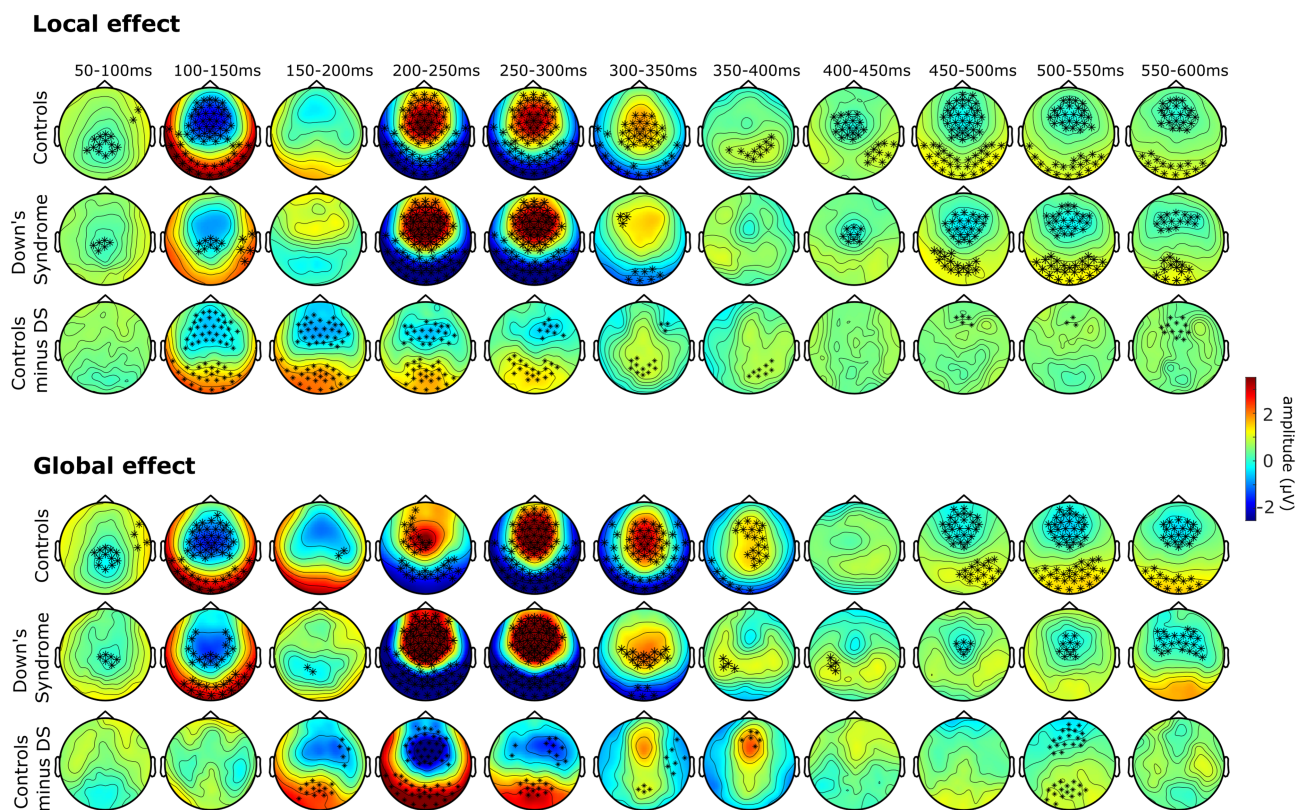 Local effect
50-100ms 100-150ms 150-200ms 200-250ms 250-300ms 300-350ms 350-400ms 400-450ms 450-500ms 500-550ms 550-600ms
Controls
Down's
Syndrome
Controls
minus DS
2
0
-2
amplitude (µV)
Global effect
Controls
Down's
Syndrome
Controls
minus DS